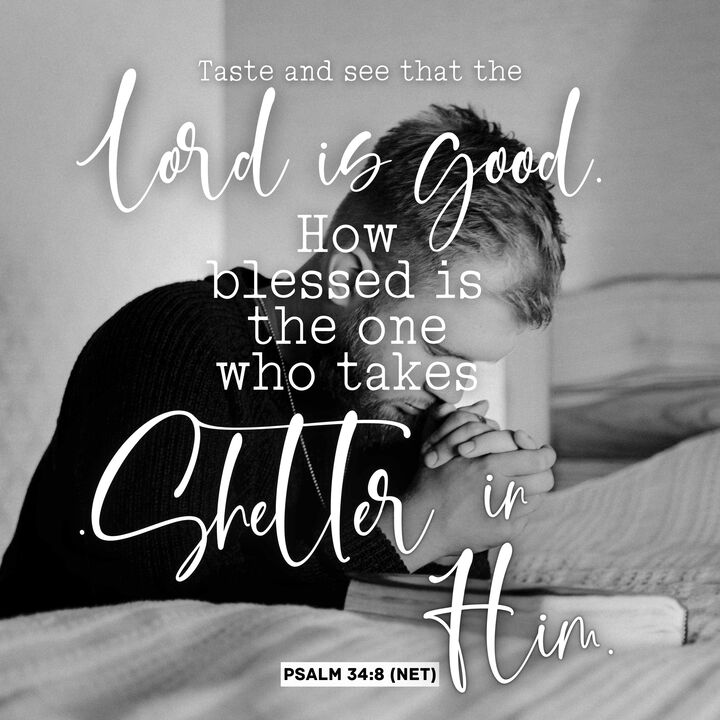 Taste and see that the
Lord is Good.
How
blessed is
the one
who takes
.Shelter in
Him.
PSALM 34:8 (NET)